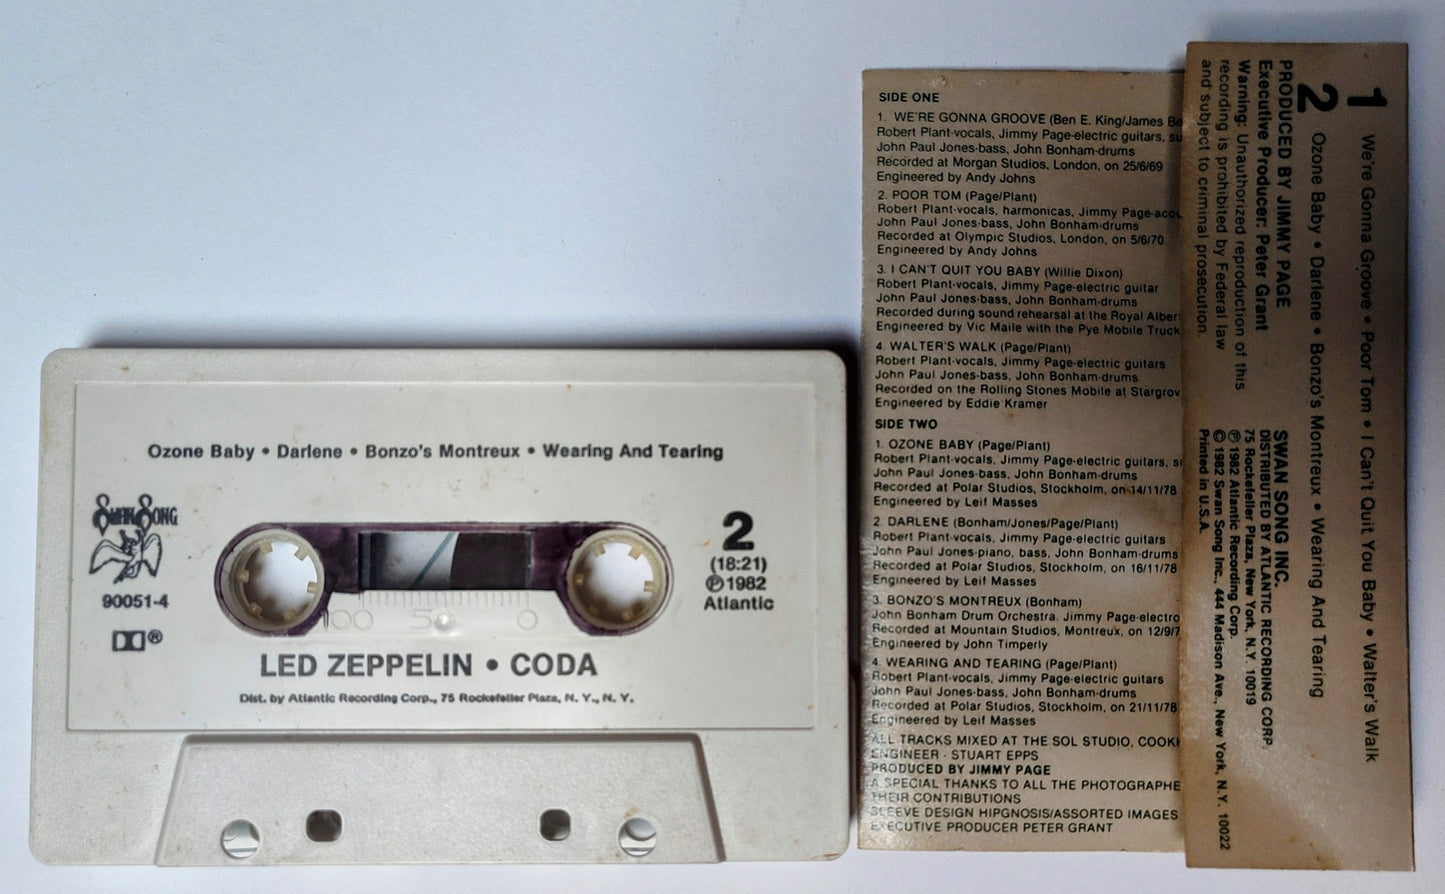 Ozone Baby • Darlene • Bonzo's Montreux • Wearing And Tearing
SWAN SONG
90051-4
®
2
(18:21)
℗1982
Atlantic
100 50 0
LED ZEPPELIN • CODA
Dist. by Atlantic Recording Corp., 75 Rockefeller Plaza, N. Y., N. Y.
SIDE ONE
1. WE'RE GONNA GROOVE (Ben E. King/James
Robert Plant-vocals, Jimmy Page-electric guitars,
John Paul Jones-bass, John Bonham-drums
Recorded at Morgan Studios, London, on 25/6/69
Engineered by Andy Johns
2. POOR TOM (Page/Plant)
Robert Plant-vocals, harmonicas, Jimmy Page-acou
John Paul Jones-bass, John Bonham-drums
Recorded at Olympic Studios, London, on 5/6/70
Engineered by Andy Johns
3. I CAN'T QUIT YOU BABY (Willie Dixon)
Robert Plant-vocals, Jimmy Page-electric guitar
John Paul Jones-bass, John Bonham-drums
Recorded during sound rehearsal at the Royal Alber
Engineered by Vic Maile with the Pye Mobile Truck
4. WALTER'S WALK (Page/Plant)
Robert Plant-vocals, Jimmy Page-electric guitars
John Paul Jones-bass, John Bonham-drums
Recorded on the Rolling Stones Mobile at Stargrov
Engineered by Eddie Kramer
SIDE TWO
1. OZONE BABY (Page/Plant)
Robert Plant-vocals, Jimmy Page-electric guitars,
John Paul Jones-bass, John Bonham-drums
Recorded at Polar Studios, Stockholm, on 14/11/78
Engineered by Leif Masses
2. DARLENE (Bonham/Jones/Page/Plant)
Robert Plant-vocals, Jimmy Page-electric guitars
John Paul Jones-piano, bass, John Bonham-drums
Recorded at Polar Studios, Stockholm, on 16/11/78
Engineered by Leif Masses
3. BONZO'S MONTREUX (Bonham)
John Bonham Drum Orchestra. Jimmy Page-electro
Recorded at Mountain Studios, Montreux, on 12/9/7
Engineered by John Timperly
4. WEARING AND TEARING (Page/Plant)
Robert Plant-vocals, Jimmy Page-electric guitars
John Paul Jones-bass, John Bonham-drums
Recorded at Polar Studios, Stockholm, on 21/11/78
Engineered by Leif Masses
ALL TRACKS MIXED AT THE SOL STUDIO, COOKH
ENGINEER - STUART EPPS
PRODUCED BY JIMMY PAGE
A SPECIAL THANKS TO ALL THE PHOTOGRAPHE
THEIR CONTRIBUTIONS
SLEEVE DESIGN HIPGNOSIS/ASSORTED IMAGES
EXECUTIVE PRODUCER PETER GRANT
1 We're Gonna Groove • Poor Tom • I Can't Quit You Baby • Walter's Walk
2 Ozone Baby • Darlene • Bonzo's Montreux • Wearing And Tearing
PRODUCED BY JIMMY PAGE
Executive Producer: Peter Grant
Warning: Unauthorized reproduction of this
recording is prohibited by Federal law
and subject to criminal prosecution.
SWAN SONG INC.
DISTRIBUTED BY ATLANTIC RECORDING CORP.
75 Rockefeller Plaza, New York, N.Y. 10019
℗ 1982 Atlantic Recording Corp.
© 1982 Swan Song Inc., 444 Madison Ave., New York, N.Y. 10022
Printed in U.S.A.